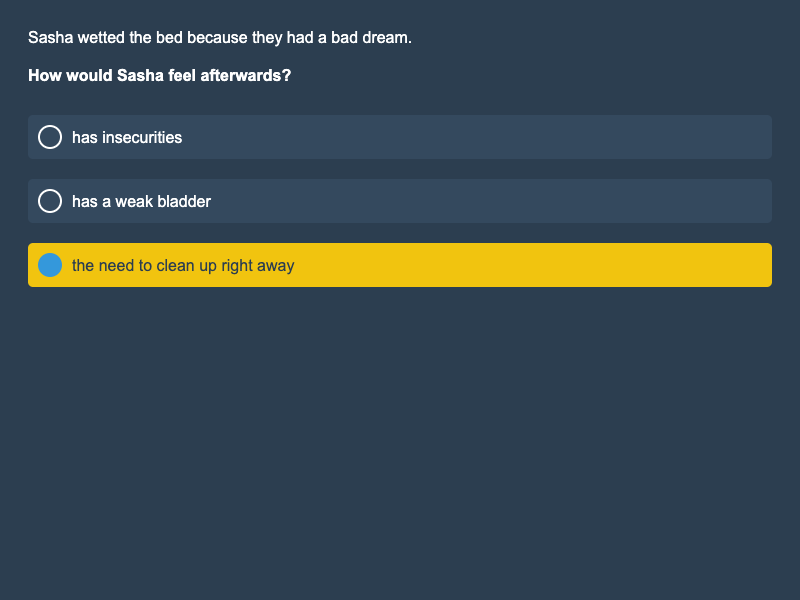 Sasha wetted the bed because they had a bad dream.
How would Sasha feel afterwards?
has insecurities
has a weak bladder
the need to clean up right away